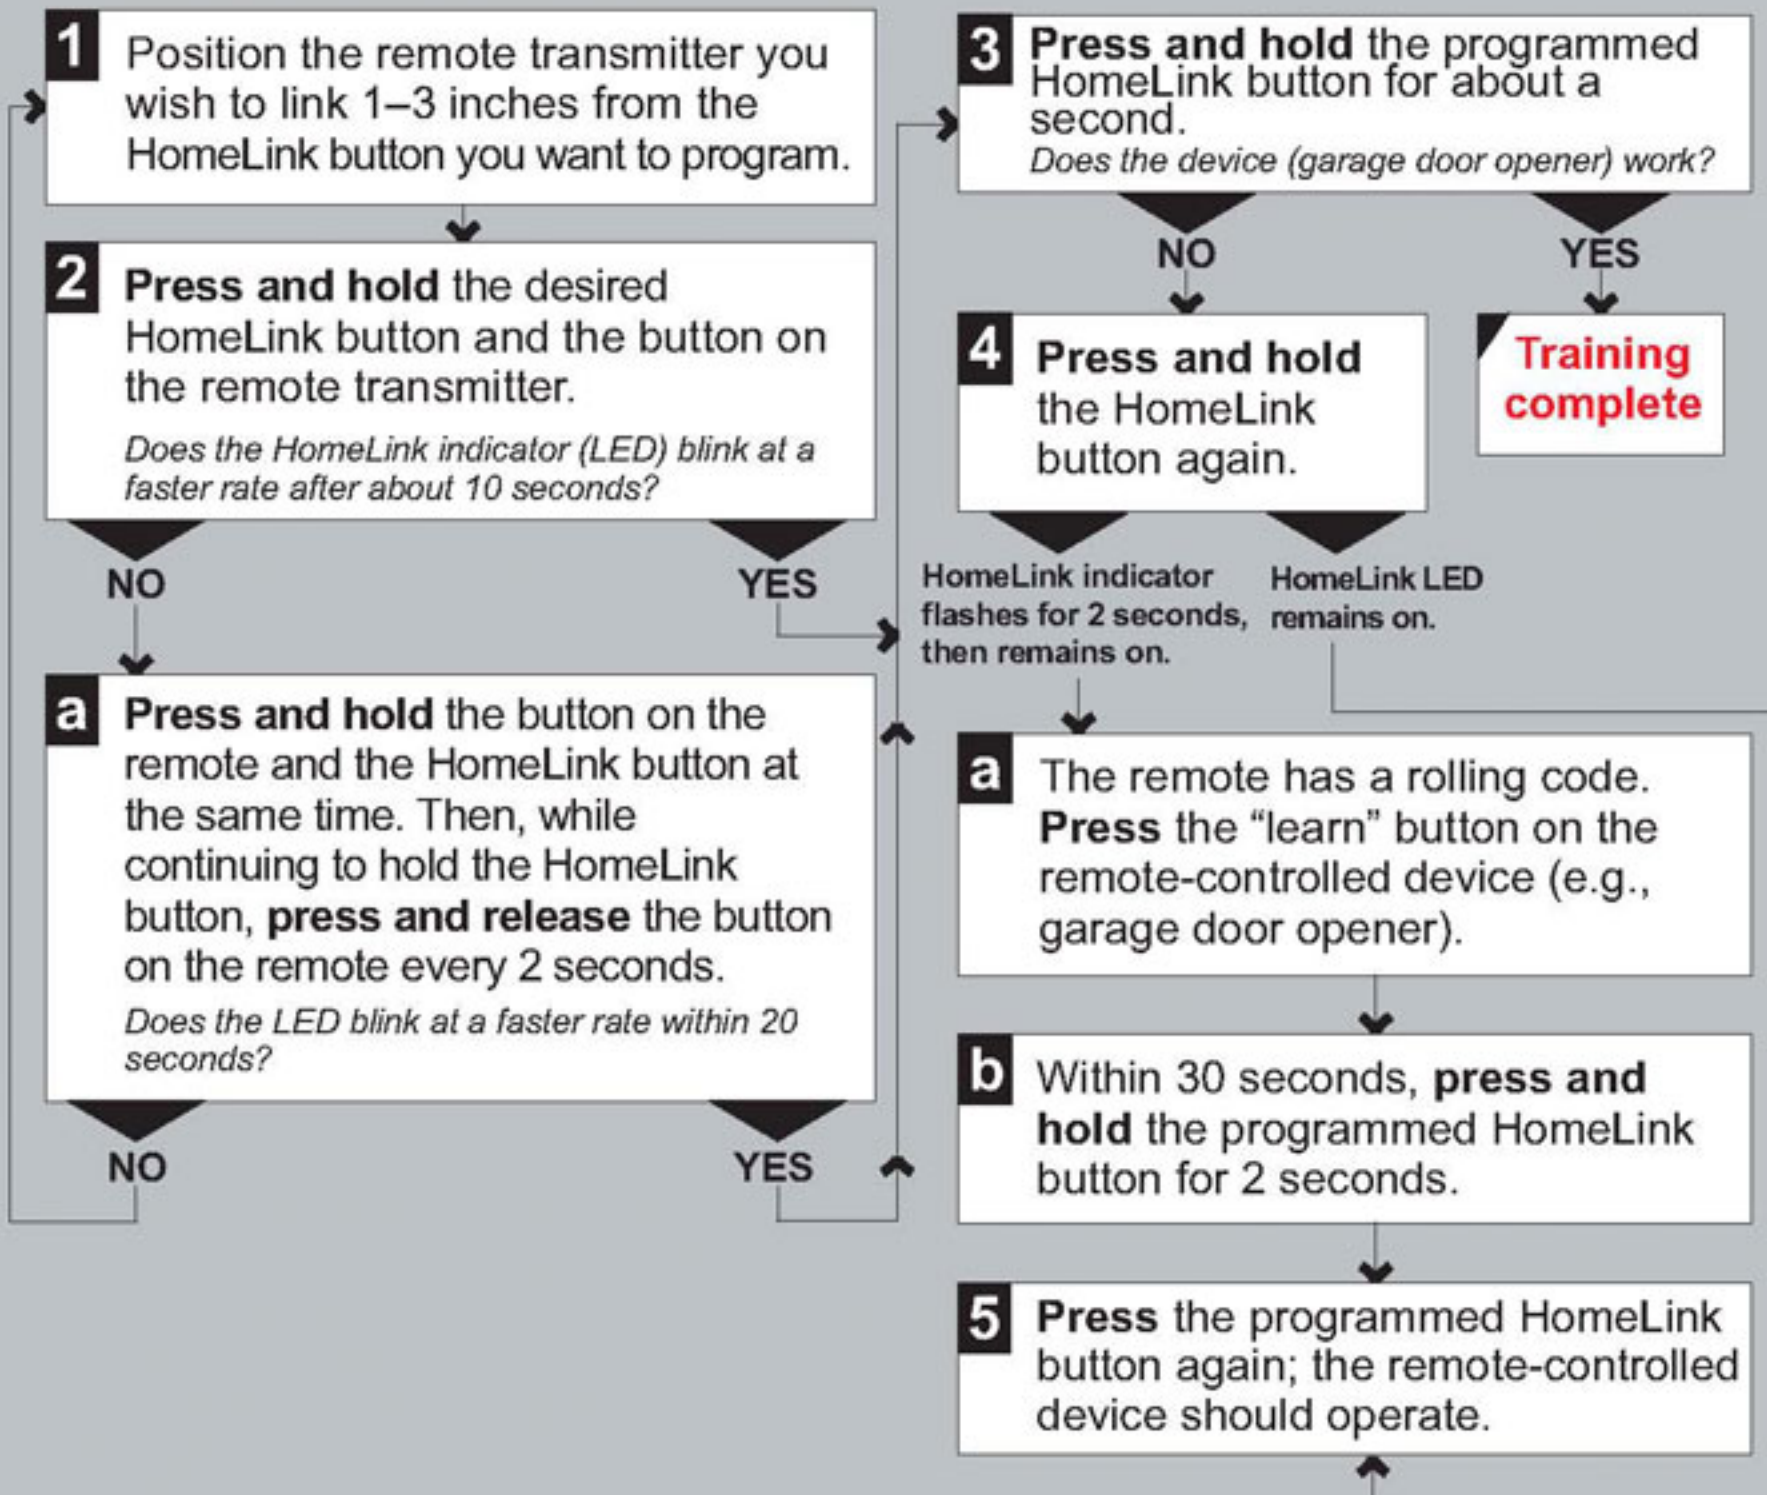 1
Position the remote transmitter you
wish to link 1–3 inches from the
HomeLink button you want to program.
2
Press and hold the desired
HomeLink button and the button on
the remote transmitter.
Does the HomeLink indicator (LED) blink at a
faster rate after about 10 seconds?
NO
YES
a
Press and hold the button on the
remote and the HomeLink button at
the same time. Then, while
continuing to hold the HomeLink
button, press and release the button
on the remote every 2 seconds.
Does the LED blink at a faster rate within 20
seconds?
NO
YES
3
Press and hold the programmed
HomeLink button for about a
second.
Does the device (garage door opener) work?
NO
YES
4
Press and hold
the HomeLink
button again.
Training
complete
HomeLink indicator
flashes for 2 seconds,
then remains on.
HomeLink LED
remains on.
a
The remote has a rolling code.
Press the “learn” button on the
remote-controlled device (e.g.,
garage door opener).
b
Within 30 seconds, press and
hold the programmed HomeLink
button for 2 seconds.
5
Press the programmed HomeLink
button again; the remote-controlled
device should operate.